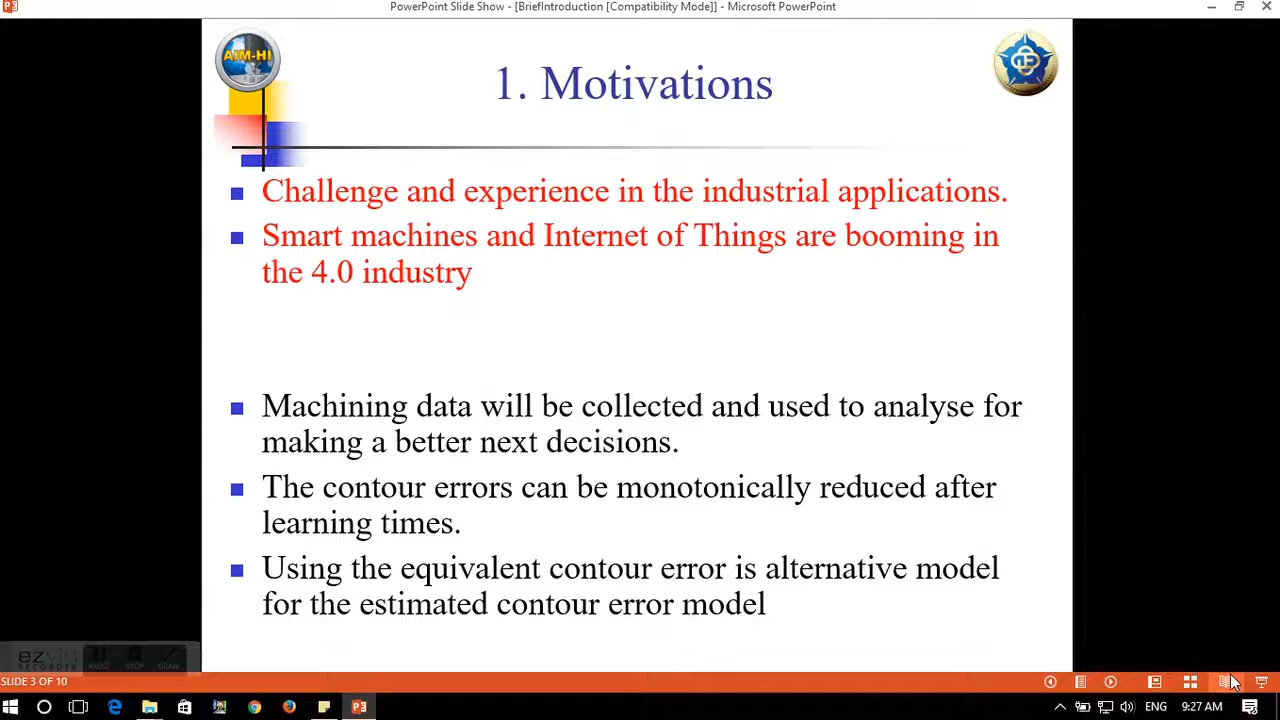 PowerPoint Slide Show - [BriefIntroduction [Compatibility Mode]] - Microsoft PowerPoint
AIM-HI
1. Motivations
Challenge and experience in the industrial applications.
Smart machines and Internet of Things are booming in
the 4.0 industry
Machining data will be collected and used to analyse for
making a better next decisions.
The contour errors can be monotonically reduced after
learning times.
Using the equivalent contour error is alternative model
for the estimated contour error model
RECORDER
PAUSE STOP DRAW
SLIDE 3 OF 10
ENG 9:27 AM